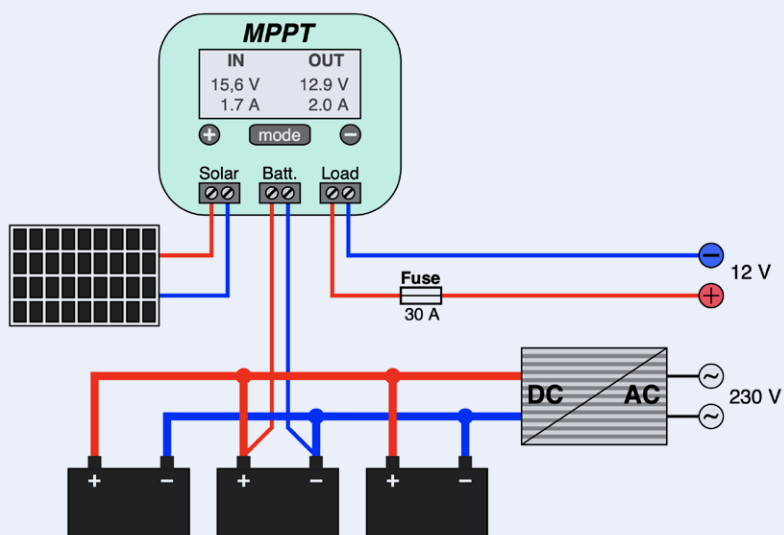 MPPT
IN OUT
15,6 V 12.9 V
1.7 A 2.0 A
+ mode −
Solar Batt. Load
−
12 V
Fuse
+
30 A
DC AC
~
230 V
~
+ − + − + −